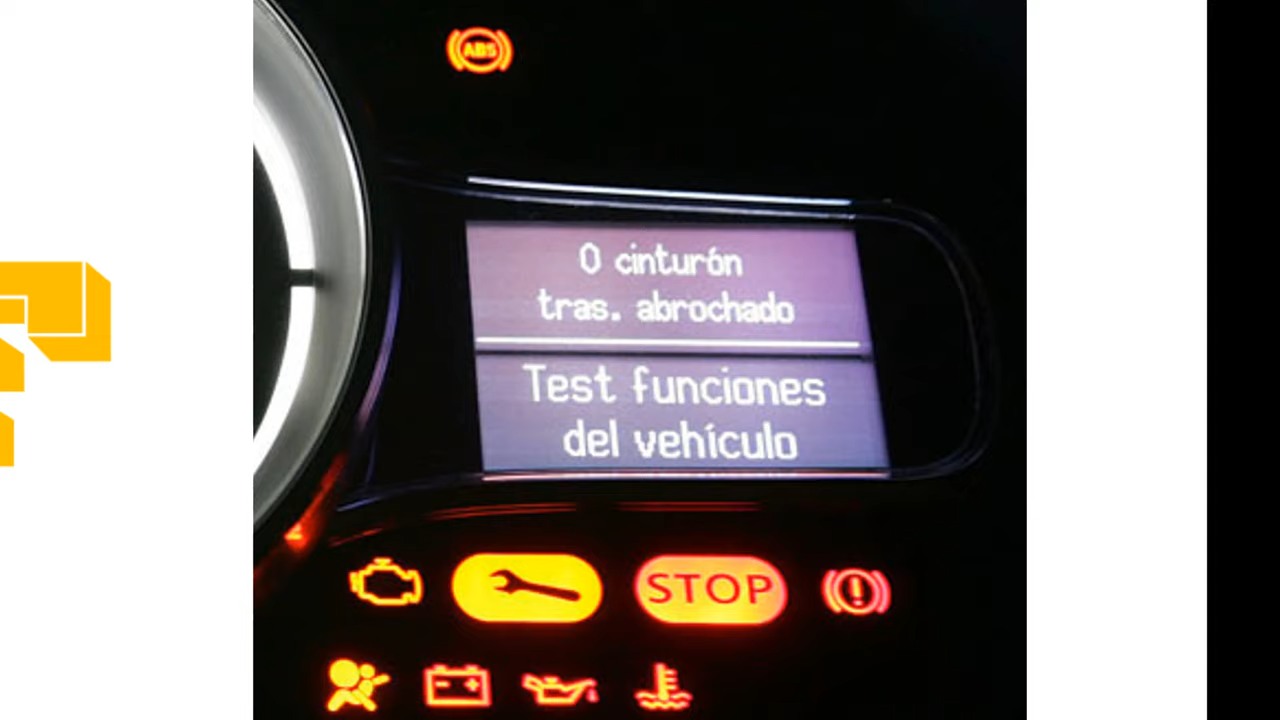 ABS
0 cinturón
tras. abrochado
Test funciones
del vehículo
STOP